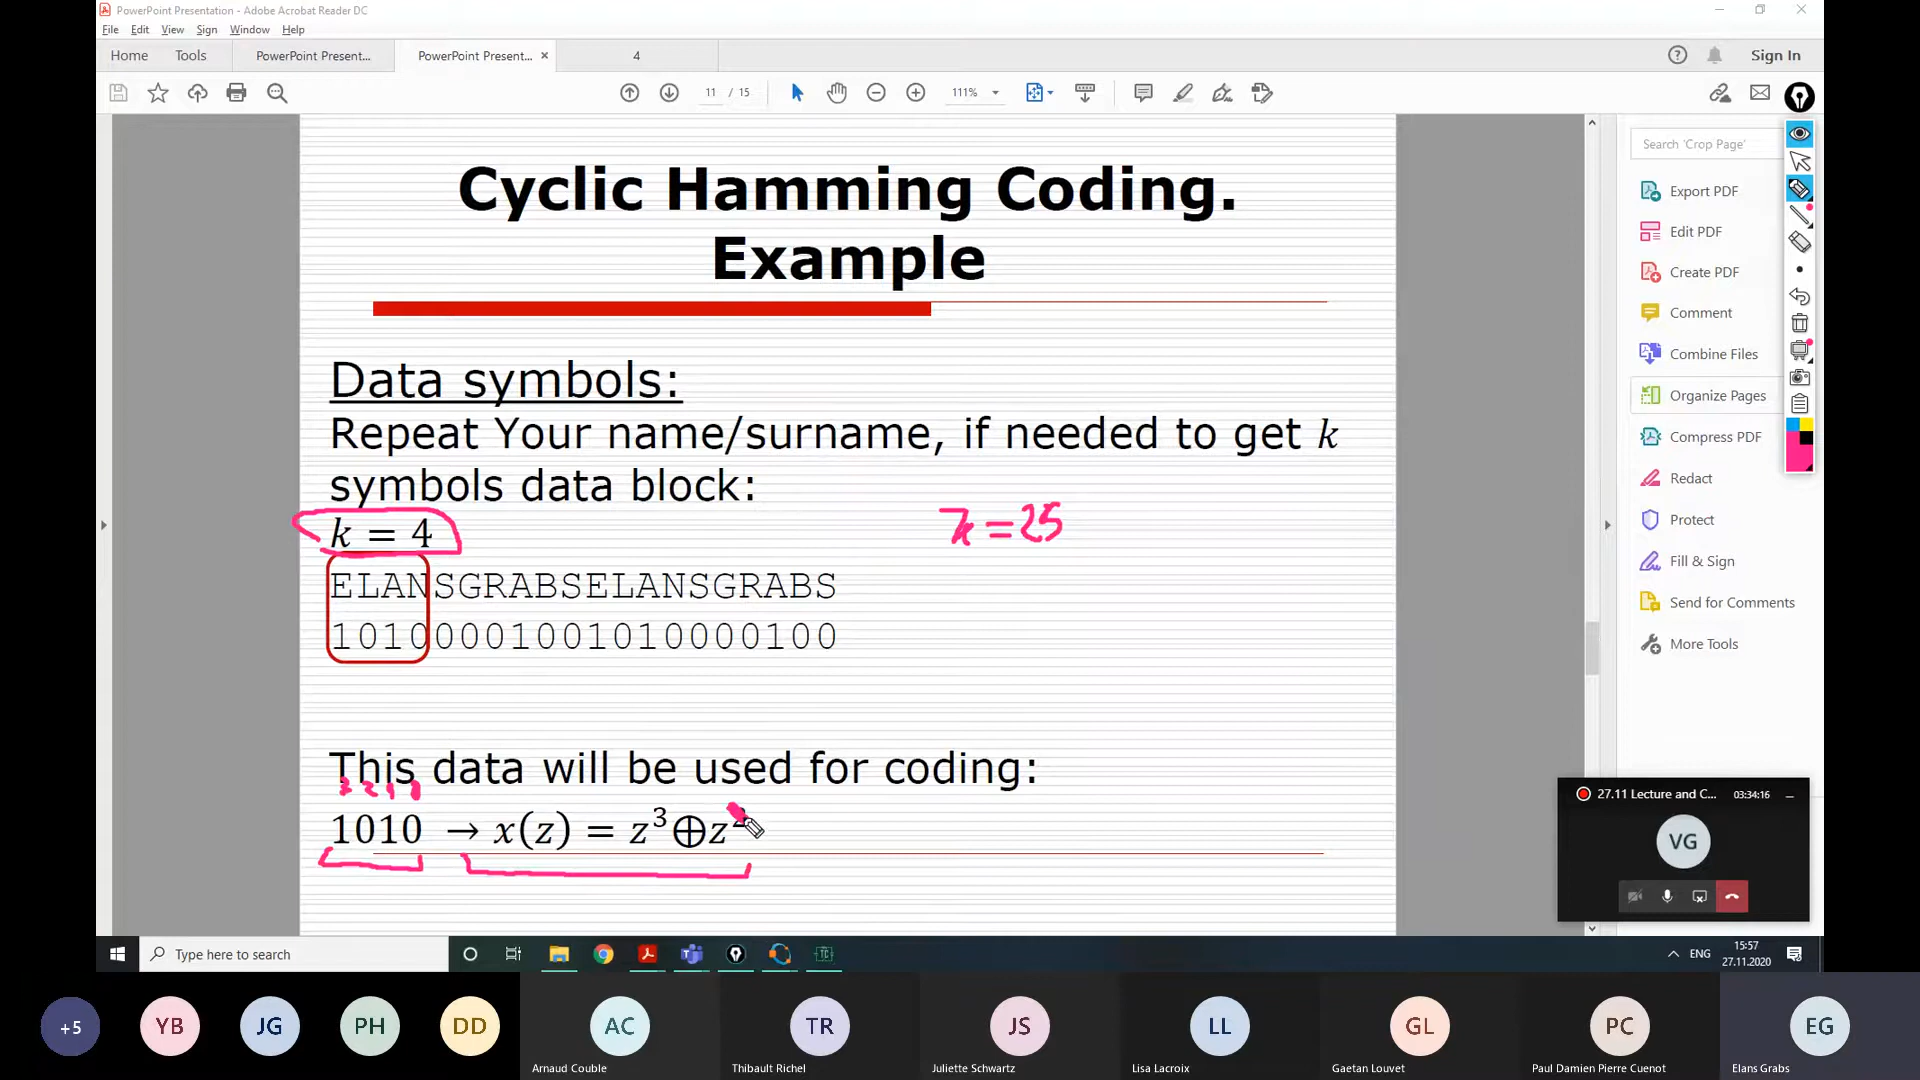 PowerPoint Presentation - Adobe Acrobat Reader DC
File Edit View Sign Window Help
Home Tools PowerPoint Present... PowerPoint Present... × 4 Sign In
11 / 15 111%
Cyclic Hamming Coding.
Example
Data symbols:
Repeat Your name/surname, if needed to get k
symbols data block:
k = 4
k = 25
ELANSGRABSELANSGRABS
10100001001010000100
This data will be used for coding:
3 2 1 0
1010 → x(z) = z³⊕z
Search 'Crop Page'
Export PDF
Edit PDF
Create PDF
Comment
Combine Files
Organize Pages
Compress PDF
Redact
Protect
Fill & Sign
Send for Comments
More Tools
27.11 Lecture and C... 03:34:16
VG
Type here to search
ENG
15:57
27.11.2020
+5 YB JG PH DD AC TR JS LL GL PC EG
Arnaud Couble Thibault Richel Juliette Schwartz Lisa Lacroix Gaetan Louvet Paul Damien Pierre Cuenot Elans Grabs